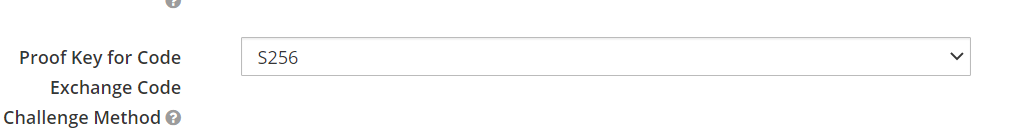 Proof Key for Code
Exchange Code
Challenge Method
S256